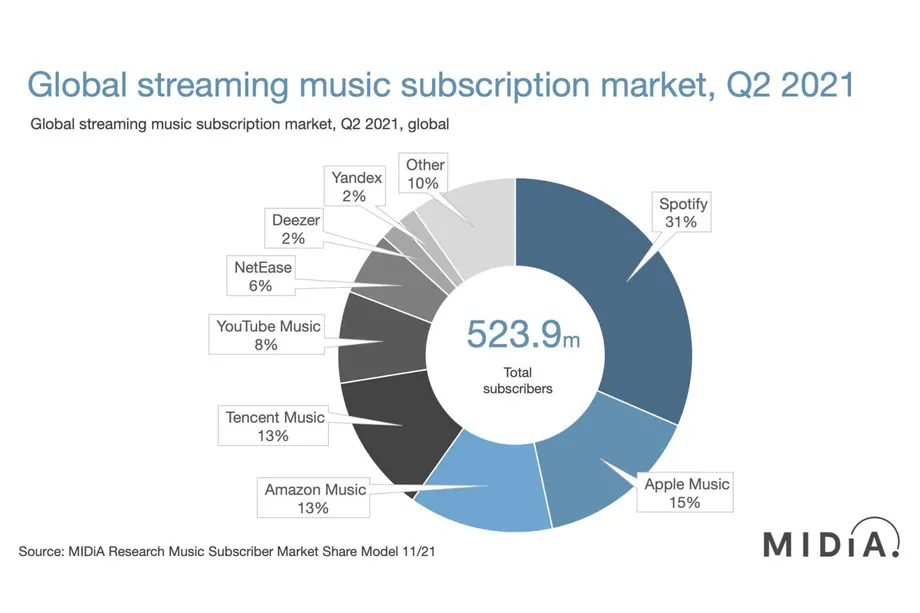 Global streaming music subscription market, Q2 2021
Global streaming music subscription market, Q2 2021, global
Other
10%
Yandex
2%
Deezer
2%
NetEase
6%
YouTube Music
8%
Tencent Music
13%
Amazon Music
13%
Spotify
31%
Apple Music
15%
523.9m
Total
subscribers
Source: MIDiA Research Music Subscriber Market Share Model 11/21
MIDiA.